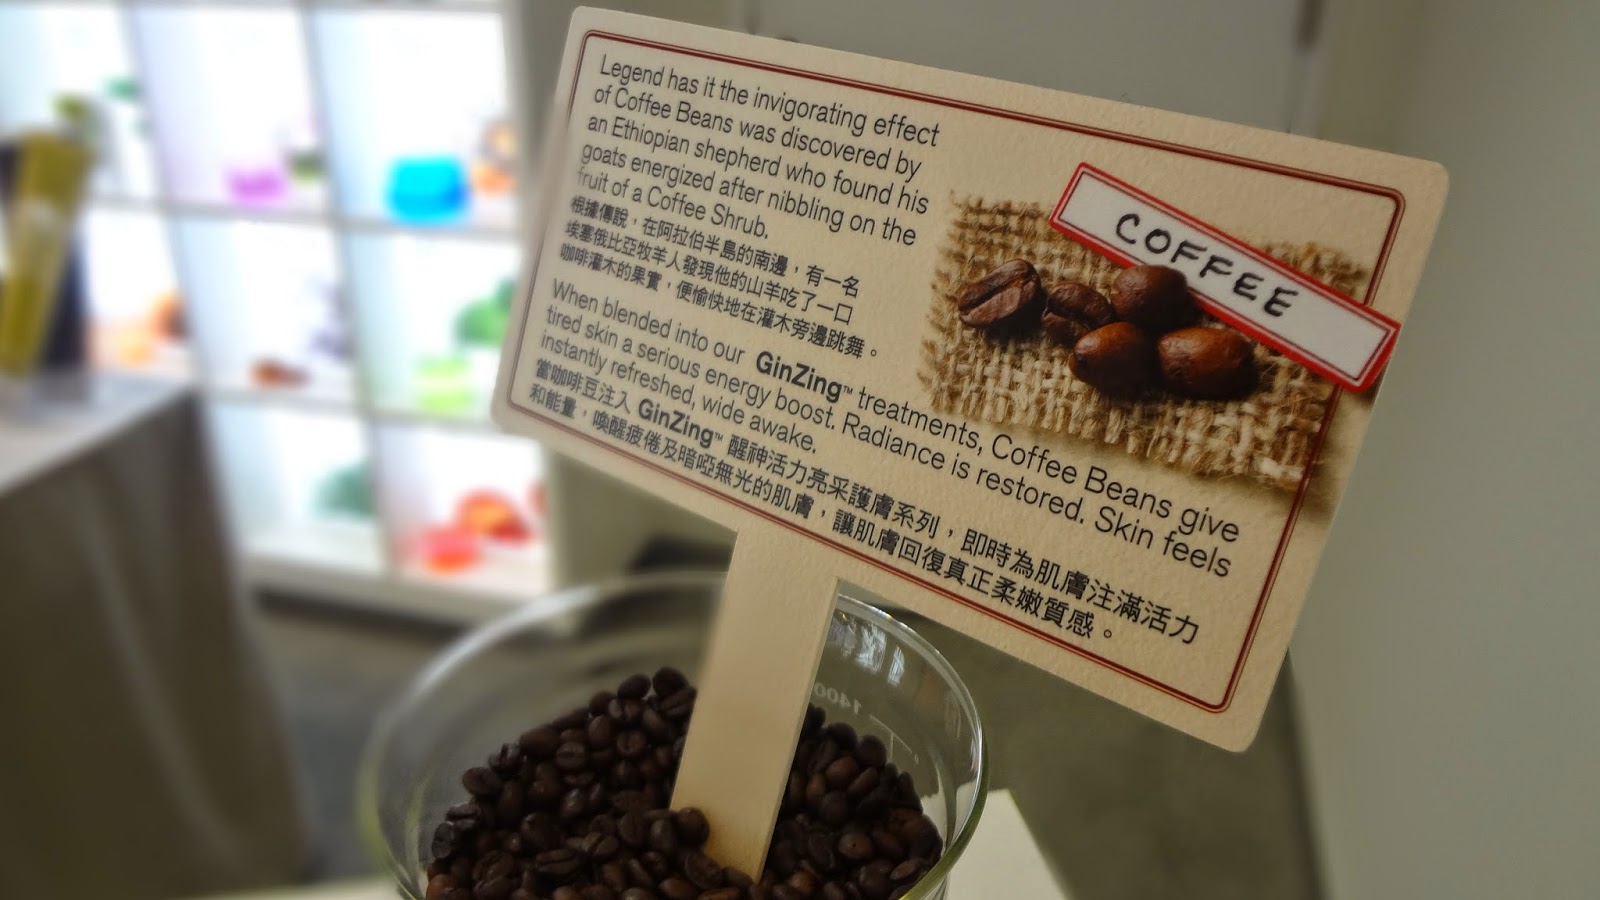 Legend has it the invigorating effect
of Coffee Beans was discovered by
an Ethiopian shepherd who found his
goats energized after nibbling on the
fruit of a Coffee Shrub.
根據傳說，在阿拉伯半島的南邊，有一名
埃塞俄比亞牧羊人發現他的山羊吃了一口
咖啡灌木的果實，便愉快地在灌木旁邊跳舞。
When blended into our GinZing™ treatments, Coffee Beans give
tired skin a serious energy boost. Radiance is restored. Skin feels
instantly refreshed, wide awake.
當咖啡豆注入 GinZing™ 醒神活力亮采護膚系列，即時為肌膚注滿活力
和能量，喚醒疲倦及暗啞無光的肌膚，讓肌膚回復真正柔嫩質感。
COFFEE
1400